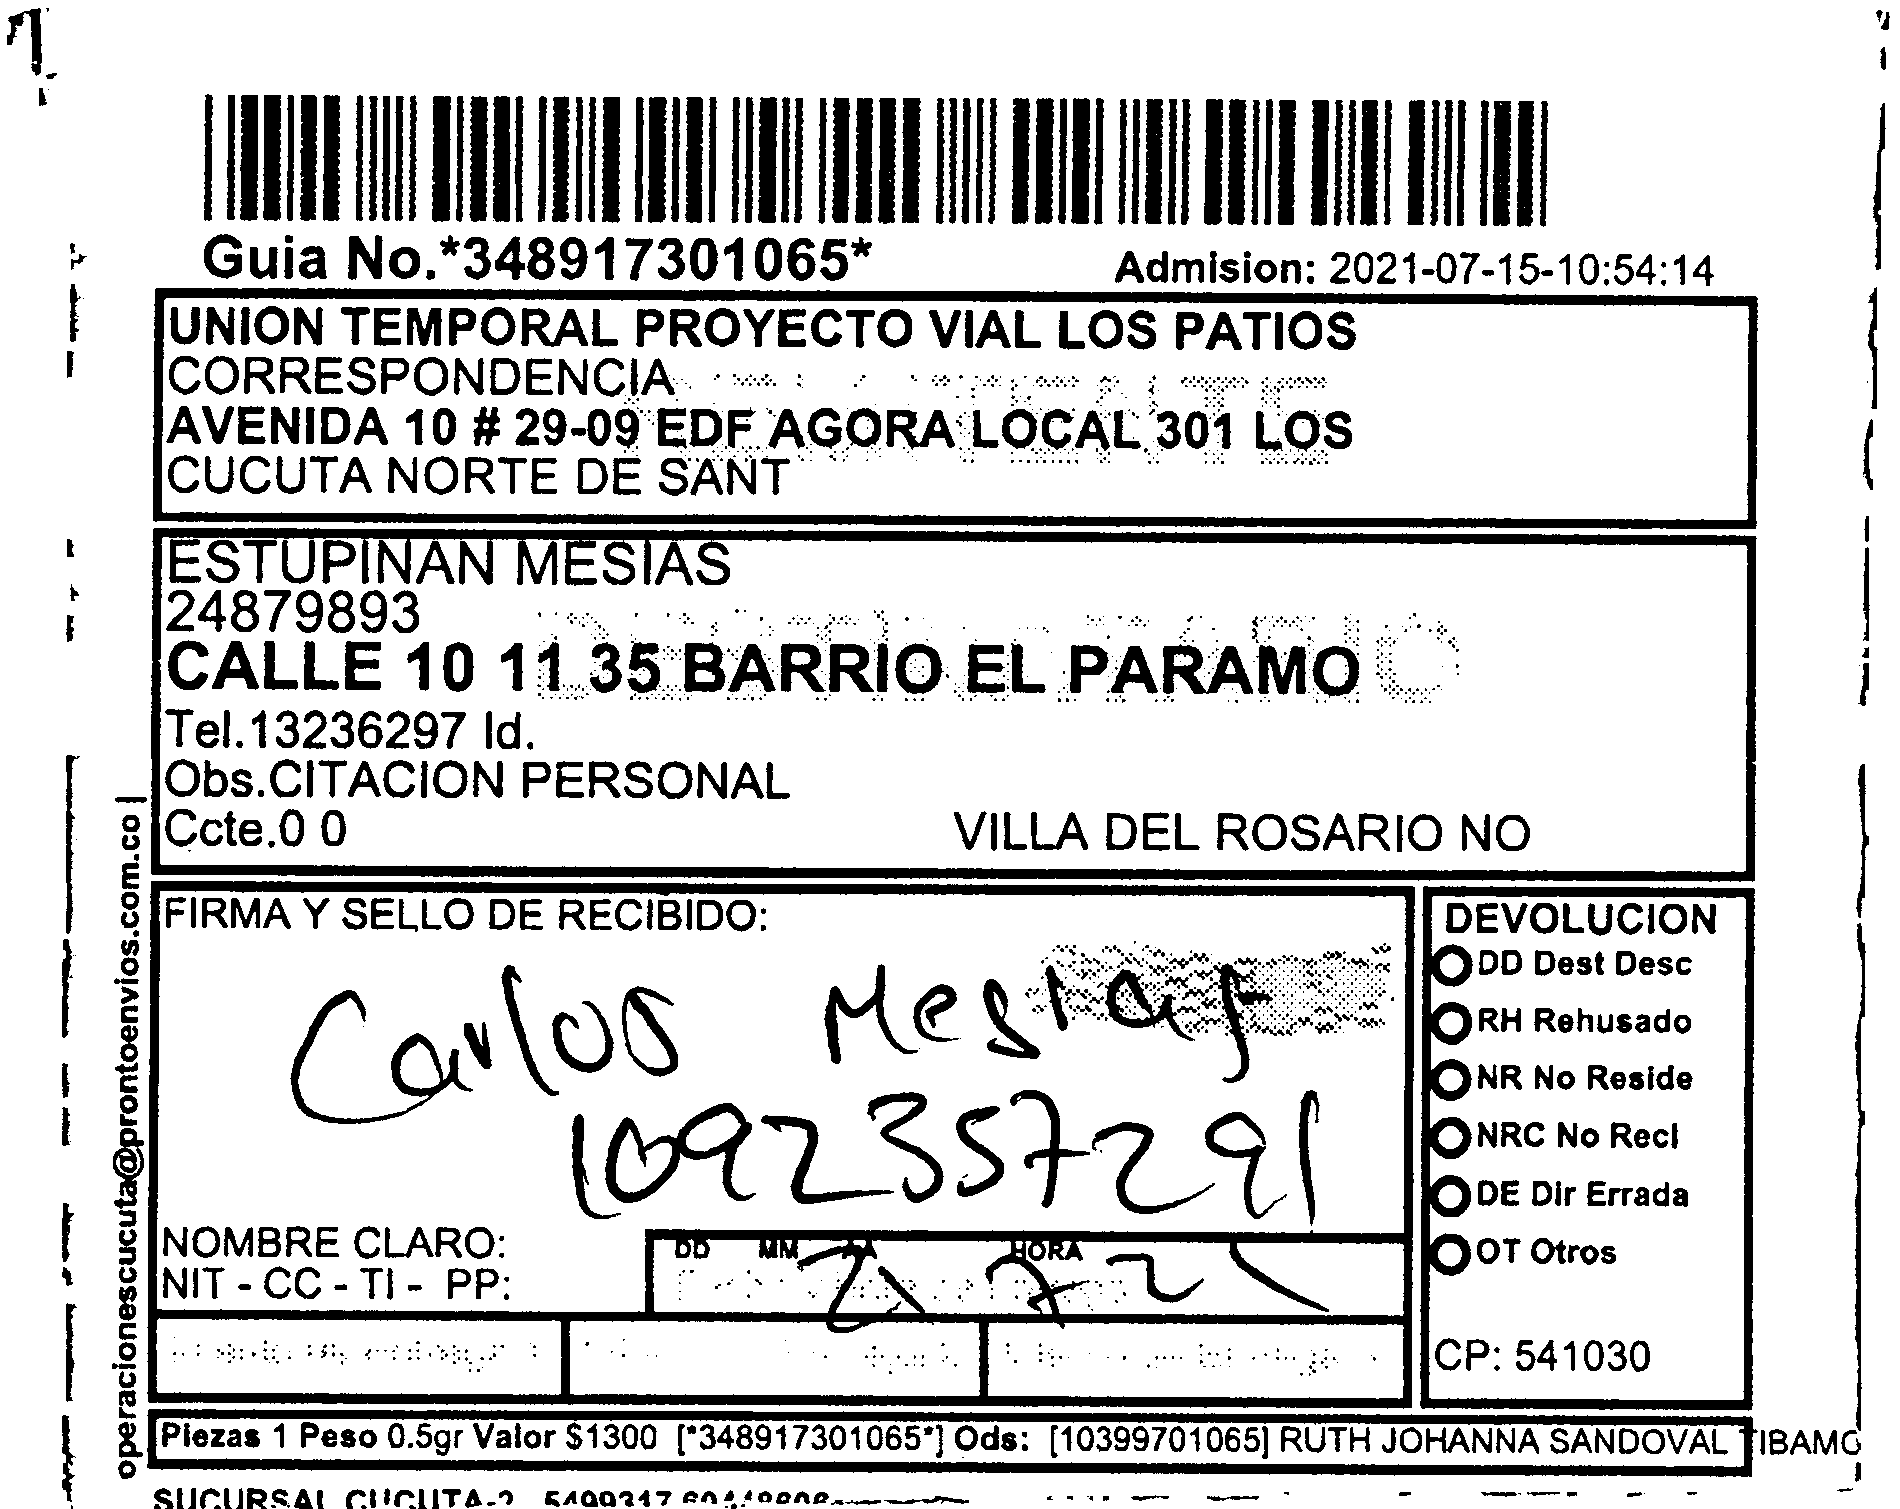 Guia No.*348917301065*
Admision: 2021-07-15-10:54:14
UNION TEMPORAL PROYECTO VIAL LOS PATIOS
CORRESPONDENCIA
AVENIDA 10 # 29-09 EDF AGORA LOCAL 301 LOS
CUCUTA NORTE DE SANT
ESTUPINAN MESIAS
24879893
CALLE 10 11 35 BARRIO EL PARAMO
Tel.13236297 Id.
Obs.CITACION PERSONAL
Ccte.0 0
VILLA DEL ROSARIO NO
operacionescucuta@prontoenvios.com.co |
FIRMA Y SELLO DE RECIBIDO:
Carlos Mesias
1092357291
NOMBRE CLARO:
NIT - CC - TI - PP:
DD MM AA HORA
DEVOLUCION
DD Dest Desc
RH Rehusado
NR No Reside
NRC No Recl
DE Dir Errada
OT Otros
CP: 541030
Piezas 1 Peso 0.5gr Valor $1300 [*348917301065*] Ods: [10399701065] RUTH JOHANNA SANDOVAL TIBAMO
SUCURSAL CUCUTA-2